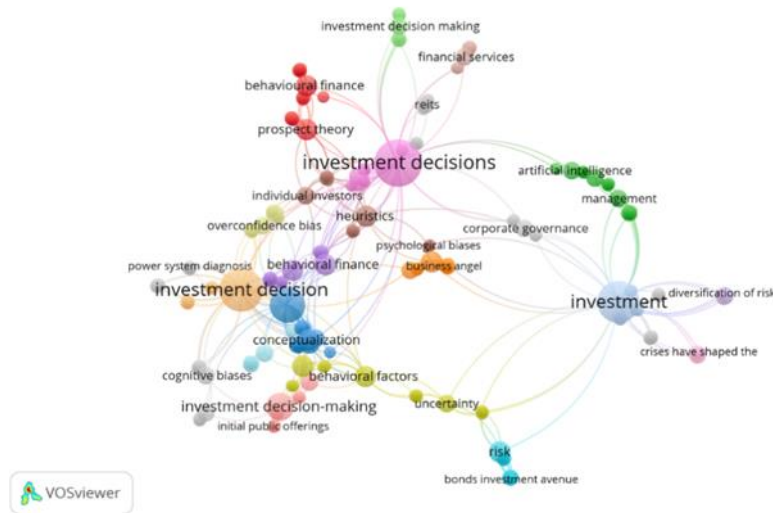 investment decision making
financial services
behavioural finance
reits
prospect theory
investment decisions
artificial intelligence
individual investors
management
heuristics
overconfidence bias
corporate governance
psychological biases
power system diagnosis
behavioral finance
business angel
investment decision
investment
diversification of risk
conceptualization
crises have shaped the
cognitive biases
behavioral factors
investment decision-making
uncertainty
initial public offerings
risk
bonds investment avenue
VOSviewer